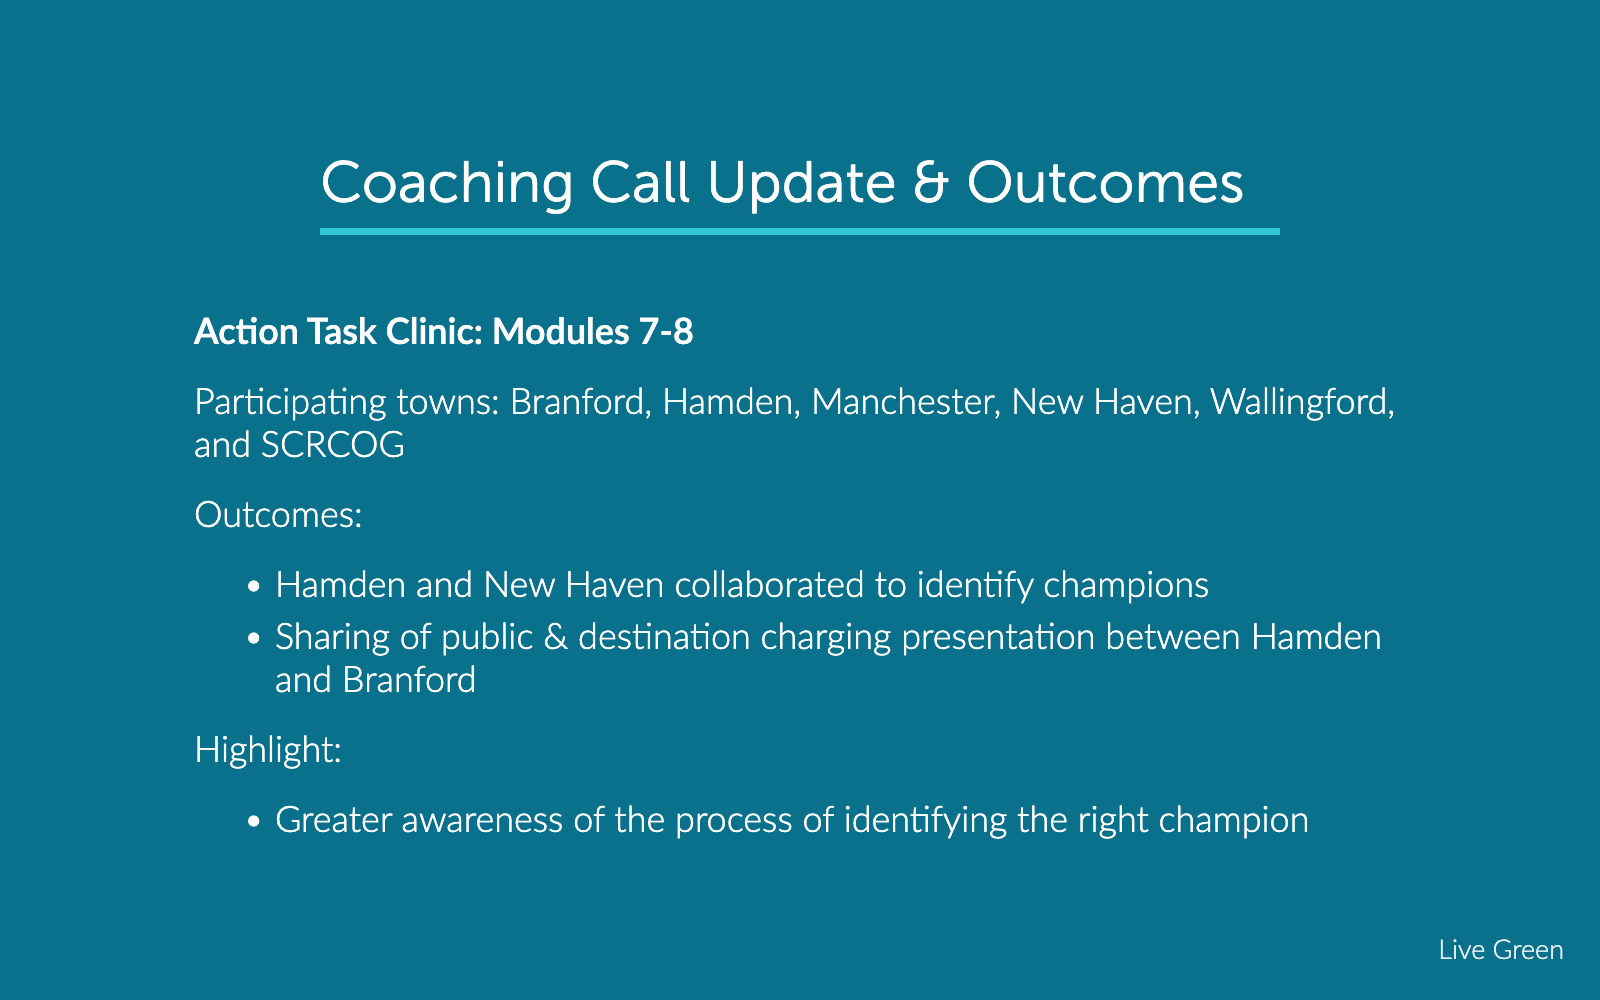 Coaching Call Update & Outcomes
Action Task Clinic: Modules 7-8
Participating towns: Branford, Hamden, Manchester, New Haven, Wallingford,
and SCRCOG
Outcomes:
• Hamden and New Haven collaborated to identify champions
• Sharing of public & destination charging presentation between Hamden
and Branford
Highlight:
• Greater awareness of the process of identifying the right champion
Live Green